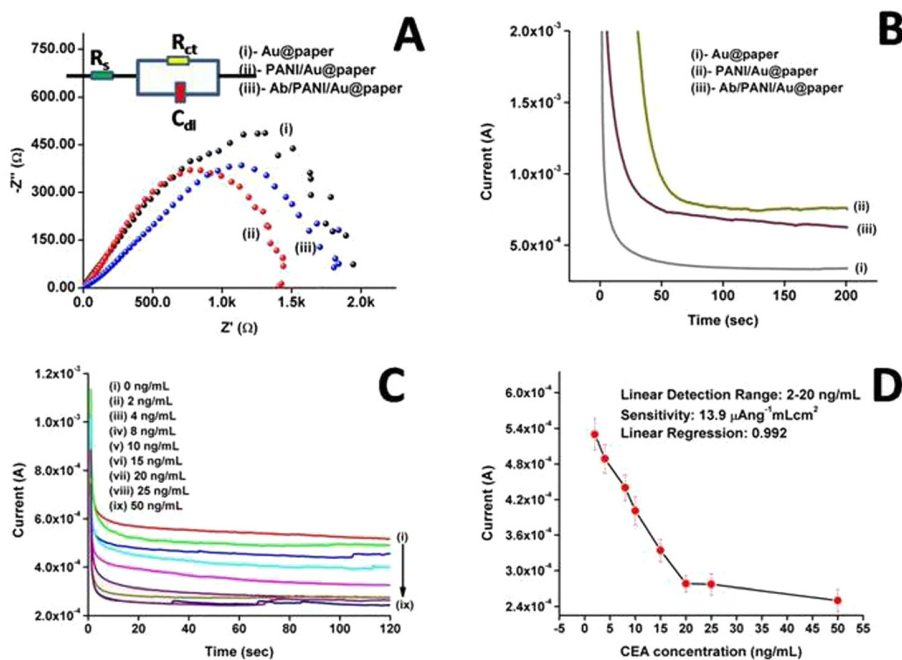 A
750.00
600.00
450.00
300.00
150.00
0.00
-Z'' (Ω)
0.0
500.0
1.0k
1.5k
2.0k
Z' (Ω)
Rs
Rct
Cdl
(i)- Au@paper
(ii)- PANI/Au@paper
(iii)- Ab/PANI/Au@paper
(i)
(ii)
(iii)
B
2.0x10⁻³
1.5x10⁻³
1.0x10⁻³
5.0x10⁻⁴
Current (A)
0
50
100
150
200
Time (sec)
(i)- Au@paper
(ii)- PANI/Au@paper
(iii)- Ab/PANI/Au@paper
(ii)
(iii)
(i)
C
1.2x10⁻³
1.0x10⁻³
8.0x10⁻⁴
6.0x10⁻⁴
4.0x10⁻⁴
2.0x10⁻⁴
Current (A)
0
20
40
60
80
100
120
Time (sec)
(i) 0 ng/mL
(ii) 2 ng/mL
(iii) 4 ng/mL
(iv) 8 ng/mL
(v) 10 ng/mL
(vi) 15 ng/mL
(vii) 20 ng/mL
(viii) 25 ng/mL
(ix) 50 ng/mL
(i)
(ix)
D
6.0x10⁻⁴
5.4x10⁻⁴
4.8x10⁻⁴
4.2x10⁻⁴
3.6x10⁻⁴
3.0x10⁻⁴
2.4x10⁻⁴
Current (A)
-5
0
5
10
15
20
25
30
35
40
45
50
55
CEA concentration (ng/mL)
Linear Detection Range: 2-20 ng/mL
Sensitivity: 13.9 μAng⁻¹mLcm²
Linear Regression: 0.992